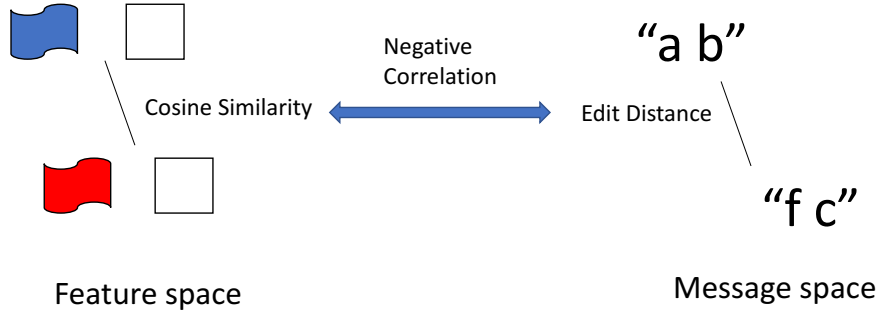 Negative
Correlation
“a b”
Cosine Similarity
Edit Distance
“f c”
Feature space
Message space